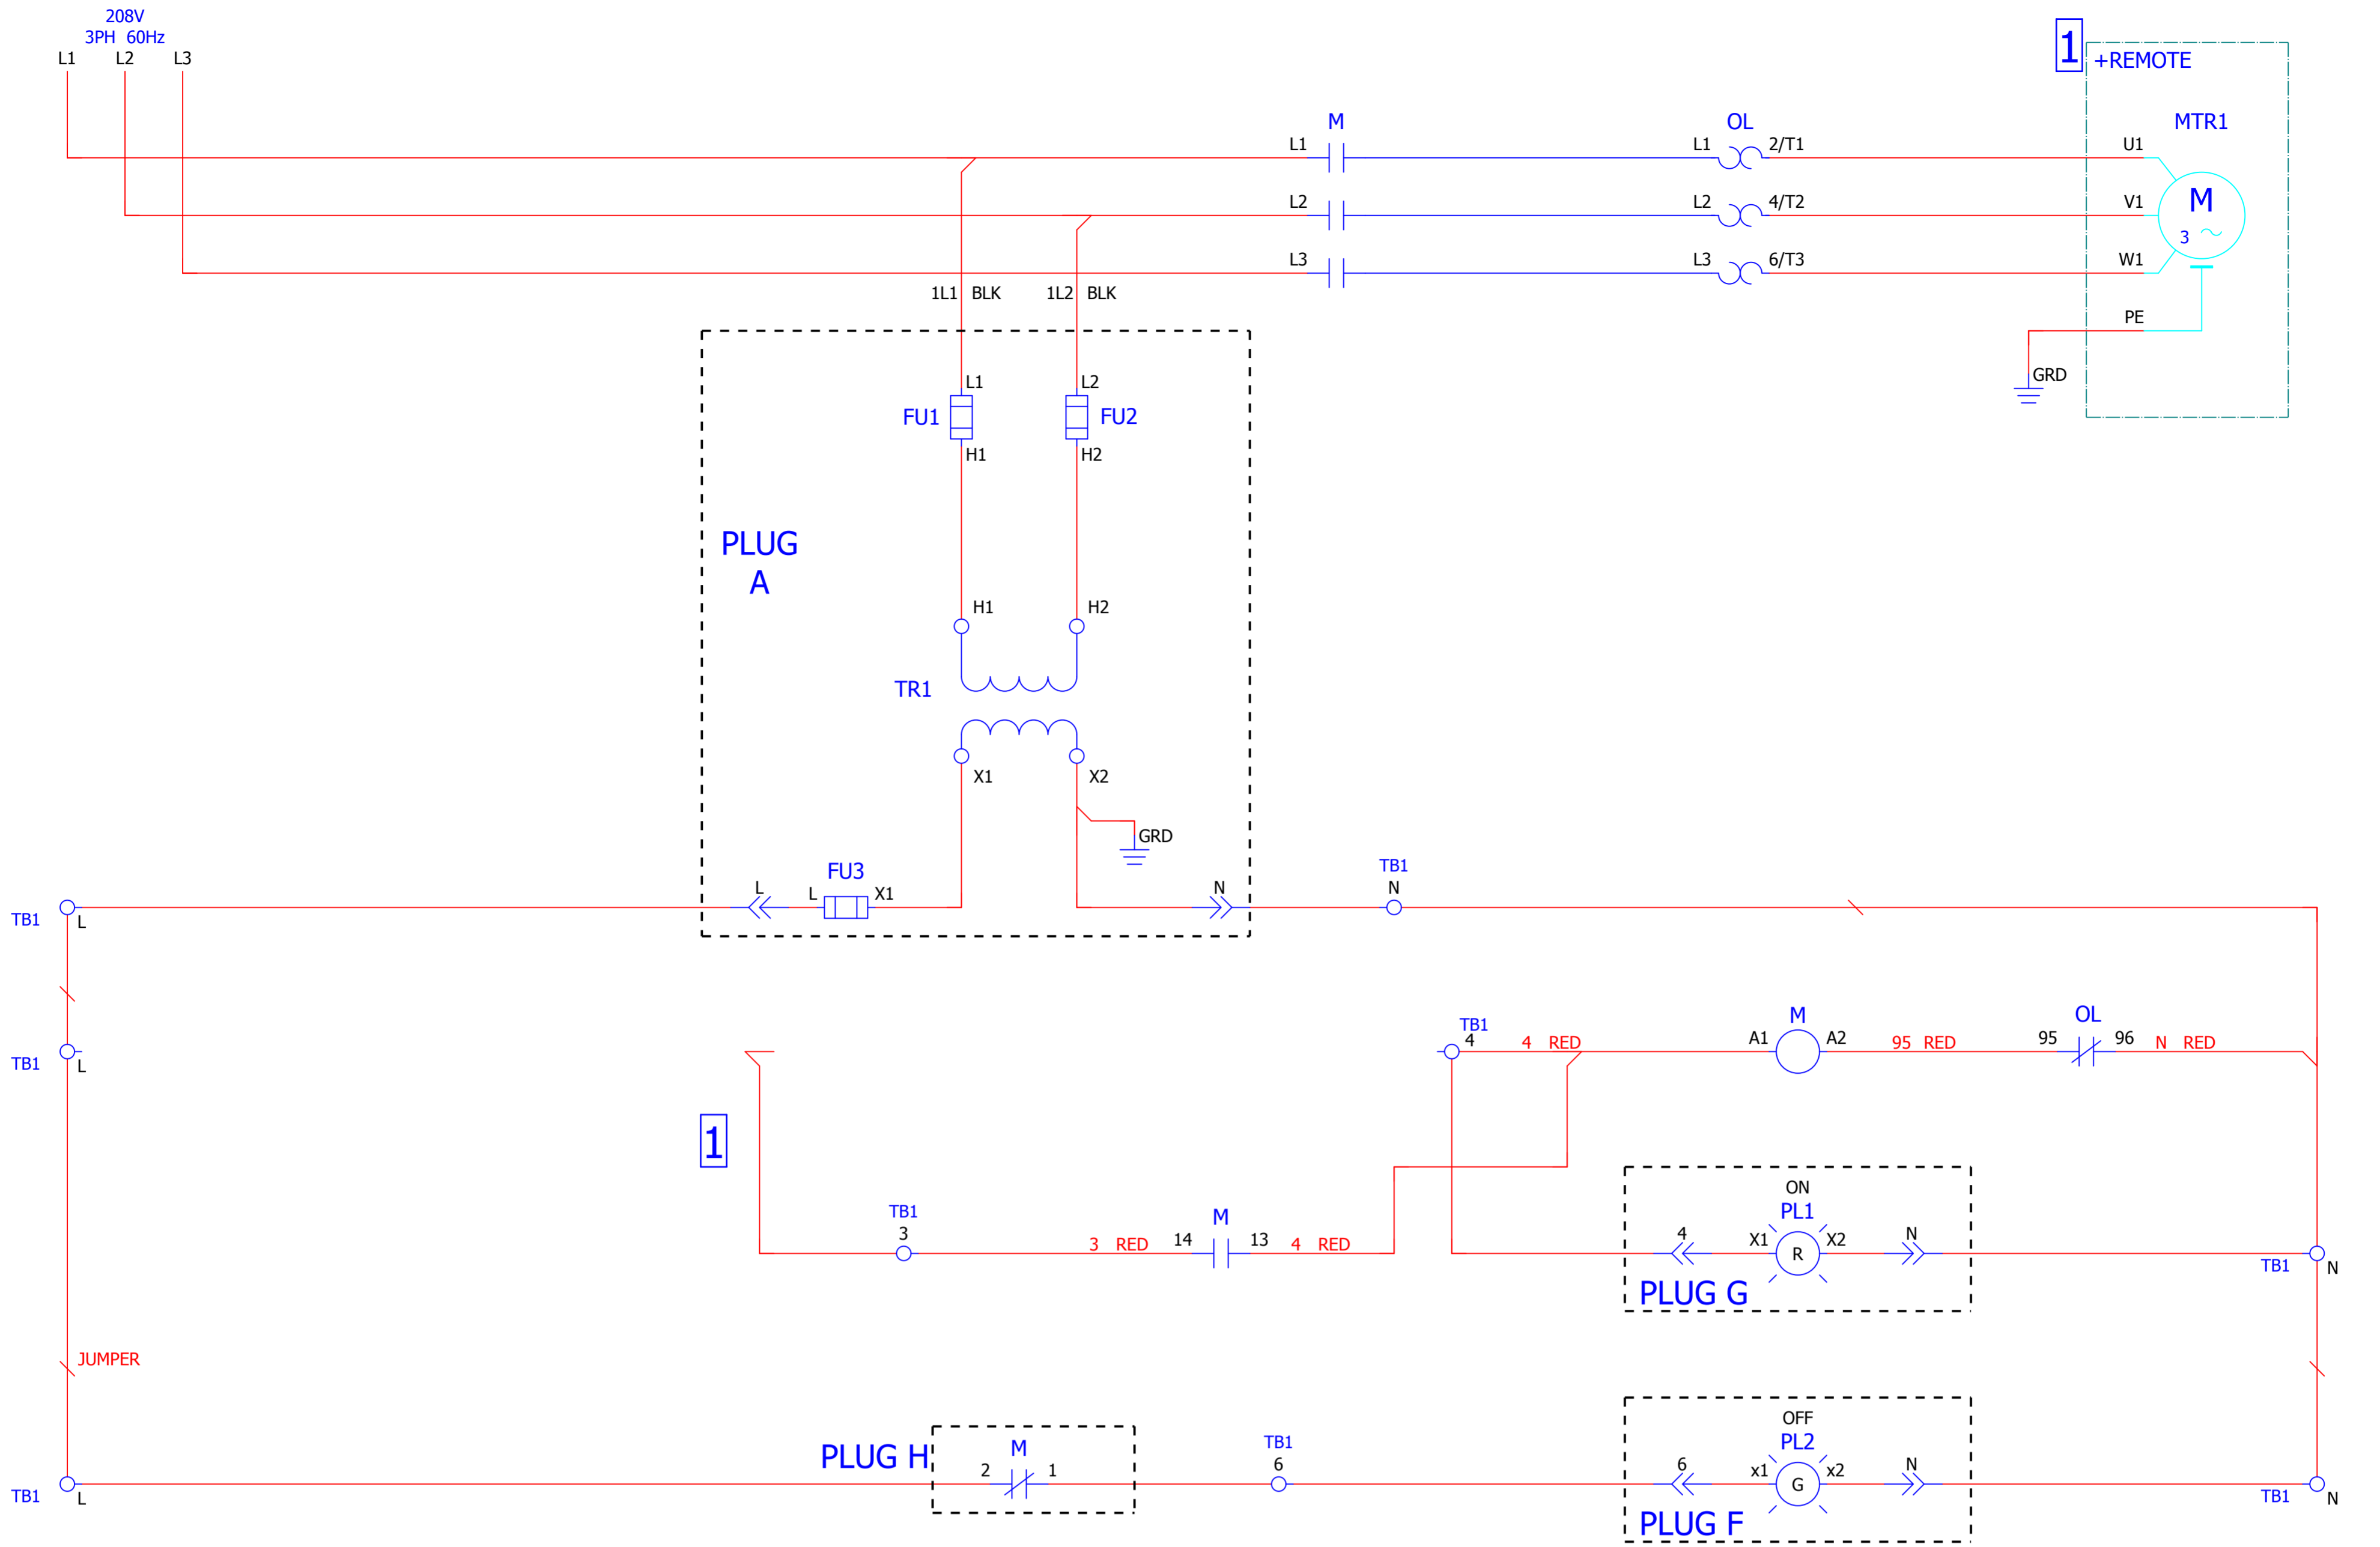 208V
3PH 60Hz
L1 L2 L3
1 +REMOTE
M OL MTR1
L1 L1 2/T1 U1
L2 L2 4/T2 V1
M
3
L3 L3 6/T3 W1
1L1 BLK 1L2 BLK
PE
GRD
L1 L2
FU1 FU2
H1 H2
PLUG
A
H1 H2
TR1
X1 X2
GRD
FU3
L L X1 N
TB1
N
TB1 L
TB1
4 4 RED
M
A1 A2 95 RED
OL
95 96 N RED
TB1 L
1
TB1
3
3 RED 14 M 13 4 RED
ON
PL1
4 X1 R X2 N
PLUG G
TB1 N
JUMPER
PLUG H
M
2 1
TB1
6
OFF
PL2
6 x1 G x2 N
PLUG F
TB1 L
TB1 N